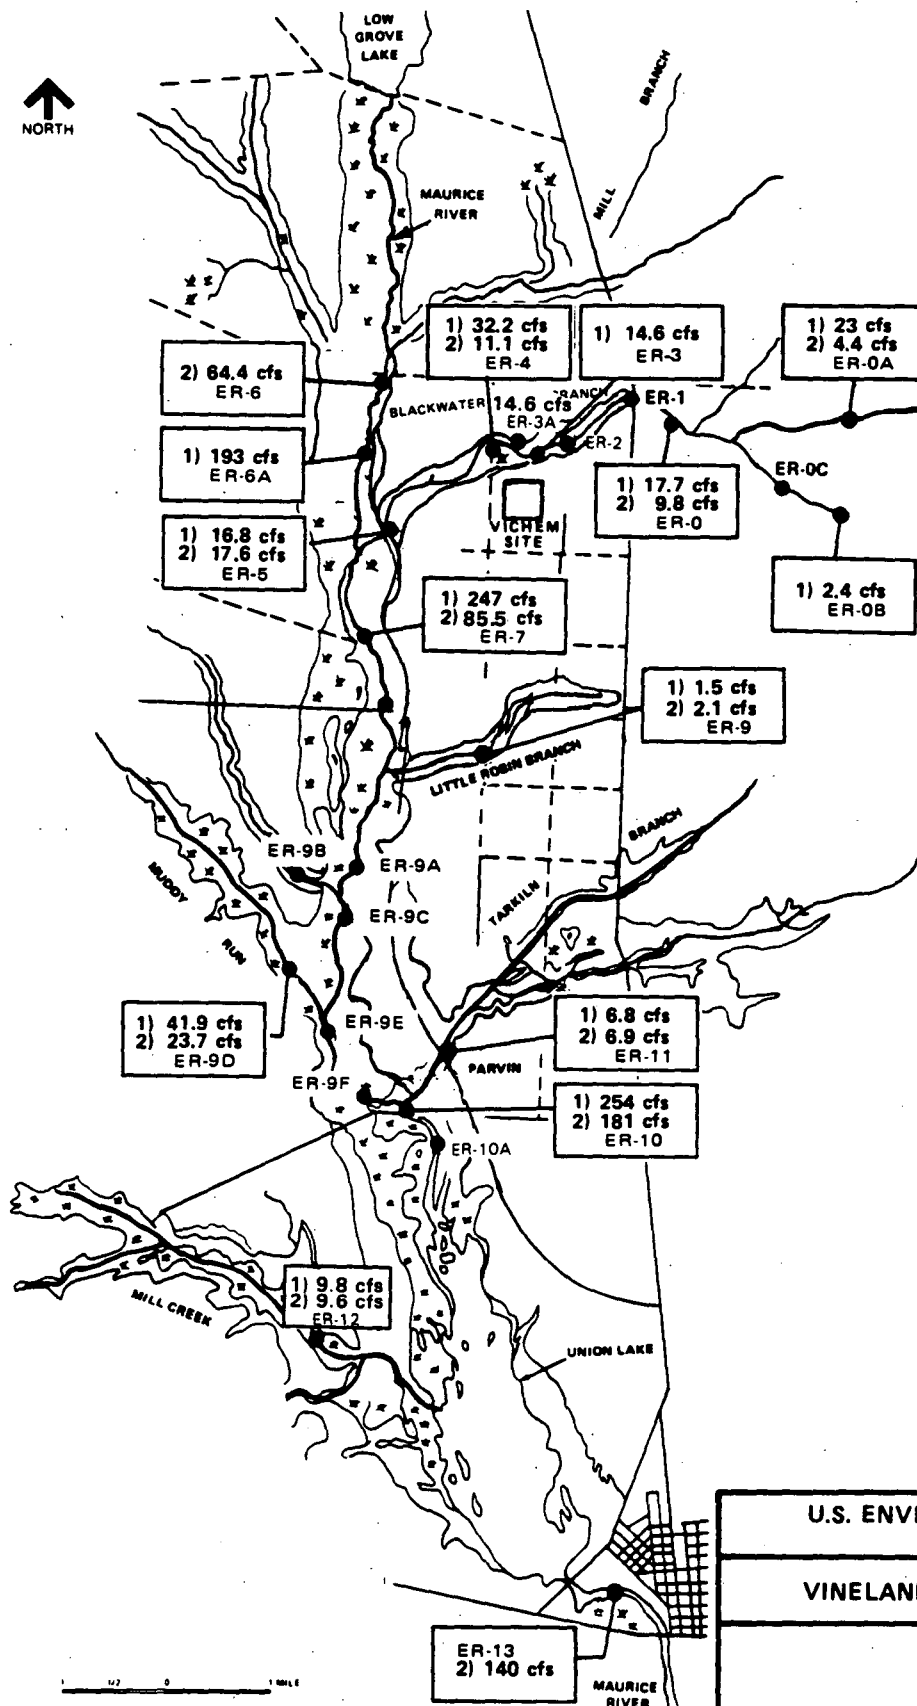 LOW
GROVE
LAKE
NORTH
BRANCH
MILL
MAURICE
RIVER
1) 32.2 cfs
2) 11.1 cfs
ER-4
1) 14.6 cfs
ER-3
1) 23 cfs
2) 4.4 cfs
ER-0A
2) 64.4 cfs
ER-6
BLACKWATER
14.6 cfs
RANCH
ER-1
ER-3A
ER-2
1) 193 cfs
ER-6A
ER-0C
1) 17.7 cfs
2) 9.8 cfs
ER-0
VICHEM
SITE
1) 16.8 cfs
2) 17.6 cfs
ER-5
1) 2.4 cfs
ER-0B
1) 247 cfs
2) 85.5 cfs
ER-7
1) 1.5 cfs
2) 2.1 cfs
ER-9
LITTLE ROBIN BRANCH
BRANCH
TARKILN
ER-9B
ER-9A
MUDDY
RUN
ER-9C
1) 41.9 cfs
2) 23.7 cfs
ER-9D
ER-9E
1) 6.8 cfs
2) 6.9 cfs
ER-11
PARVIN
ER-9F
1) 254 cfs
2) 181 cfs
ER-10
ER-10A
MILL CREEK
1) 9.8 cfs
2) 9.6 cfs
ER-12
UNION LAKE
U.S. ENVI
VINELAN
ER-13
2) 140 cfs
MAURICE
RIVER
1 1/2 0 1 MILE